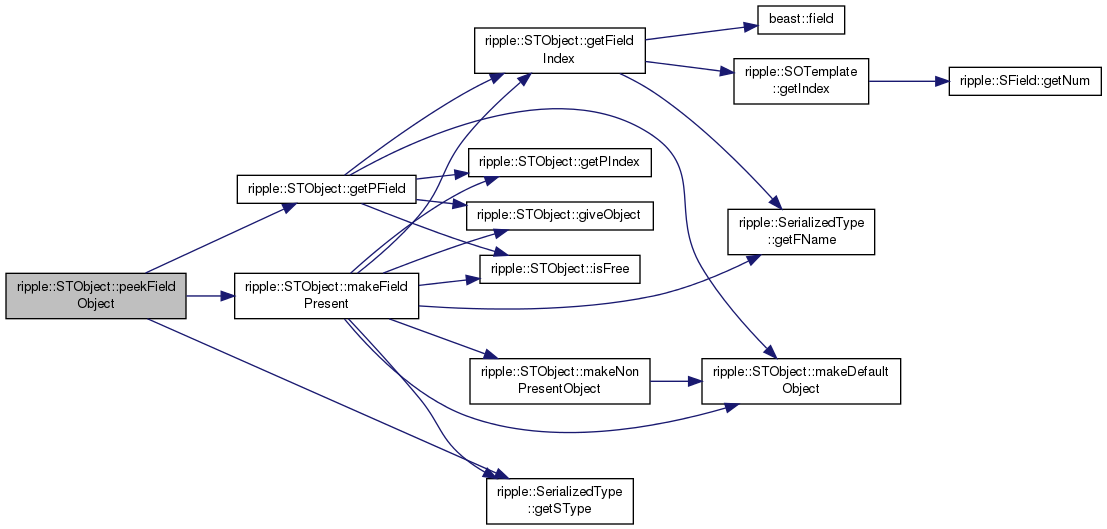 ripple::STObject::peekField
Object
ripple::STObject::getPField
ripple::STObject::makeField
Present
ripple::STObject::getField
Index
ripple::STObject::getPIndex
ripple::STObject::giveObject
ripple::STObject::isFree
ripple::STObject::makeNon
PresentObject
ripple::SerializedType
::getSType
beast::field
ripple::SOTemplate
::getIndex
ripple::SerializedType
::getFName
ripple::STObject::makeDefault
Object
ripple::SField::getNum